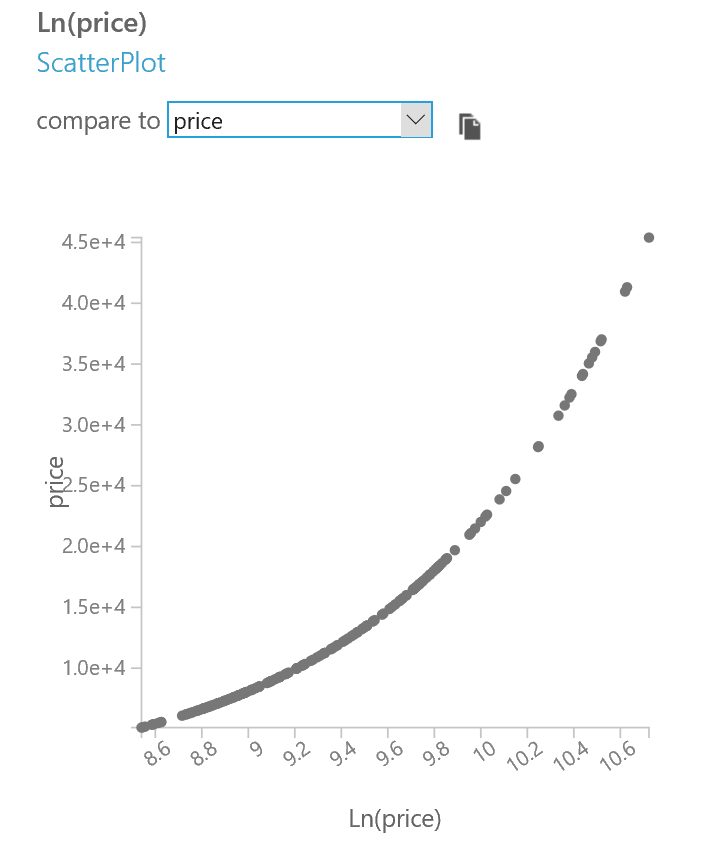 Ln(price)
ScatterPlot
compare to price
4.5e+4
4.0e+4
3.5e+4
3.0e+4
2.5e+4
2.0e+4
1.5e+4
1.0e+4
price
8.6 8.8 9 9.2 9.4 9.6 9.8 10 10.2 10.4 10.6
Ln(price)